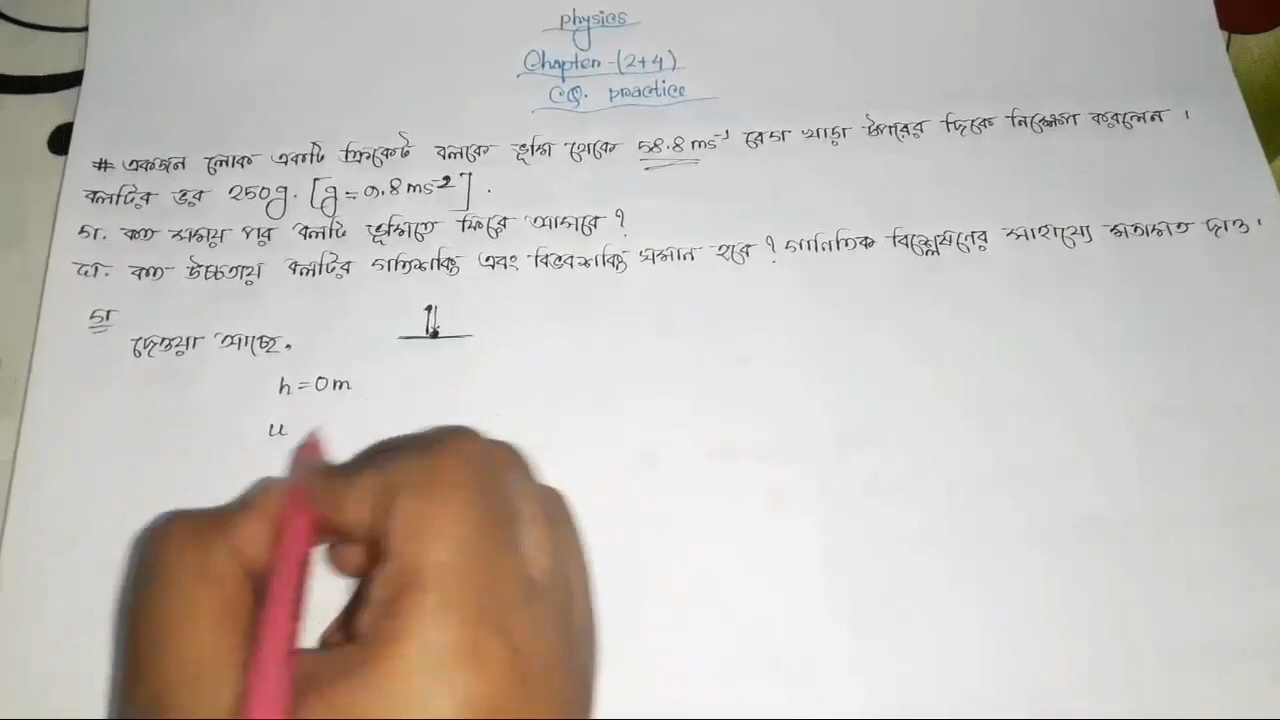 physics
Chapter-(2+4)
CQ. practice
# একজন লোক একটি ক্রিকেট বলকে ভূমি থেকে 58.8 ms⁻¹ বেগে খাড়া উপরের দিকে নিক্ষেপ করলেন।
বলটির ভর 250g. [g=9.8 ms⁻²].
গ. কত সময় পর বলটি ভূমিতে ফিরে আসবে?
ঘ. কত উচ্চতায় বলটির গতিশক্তি এবং বিভবশক্তি সমান হবে? গানিতিক বিশ্লেষনের সাহায্যে মতামত দাও।
গ
দেওয়া আছে,
h=0m
u